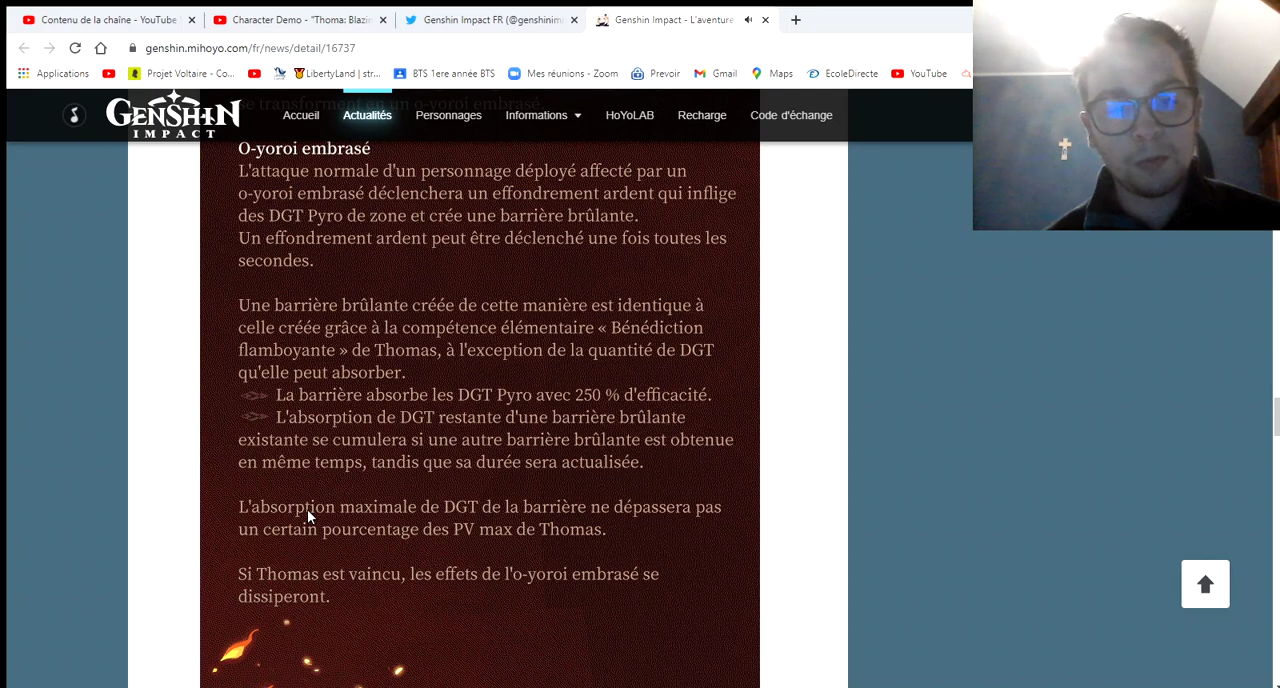 Contenu de la chaîne - YouTube
Character Demo - "Thoma: Blazin
Genshin Impact FR (@genshinim
Genshin Impact - L'aventure
genshin.mihoyo.com/fr/news/detail/16737
Applications
Projet Voltaire - Co...
LibertyLand | str...
BTS 1ere année BTS
Mes réunions - Zoom
Prevoir
Gmail
Maps
EcoleDirecte
YouTube
se transforment en un o-yoroi embrasé.
GENSHIN
IMPACT
Accueil
Actualités
Personnages
Informations
HoYoLAB
Recharge
Code d'échange
O-yoroi embrasé
L'attaque normale d'un personnage déployé affecté par un
o-yoroi embrasé déclenchera un effondrement ardent qui inflige
des DGT Pyro de zone et crée une barrière brûlante.
Un effondrement ardent peut être déclenché une fois toutes les
secondes.
Une barrière brûlante créée de cette manière est identique à
celle créée grâce à la compétence élémentaire « Bénédiction
flamboyante » de Thomas, à l'exception de la quantité de DGT
qu'elle peut absorber.
La barrière absorbe les DGT Pyro avec 250 % d'efficacité.
L'absorption de DGT restante d'une barrière brûlante
existante se cumulera si une autre barrière brûlante est obtenue
en même temps, tandis que sa durée sera actualisée.
L'absorption maximale de DGT de la barrière ne dépassera pas
un certain pourcentage des PV max de Thomas.
Si Thomas est vaincu, les effets de l'o-yoroi embrasé se
dissiperont.